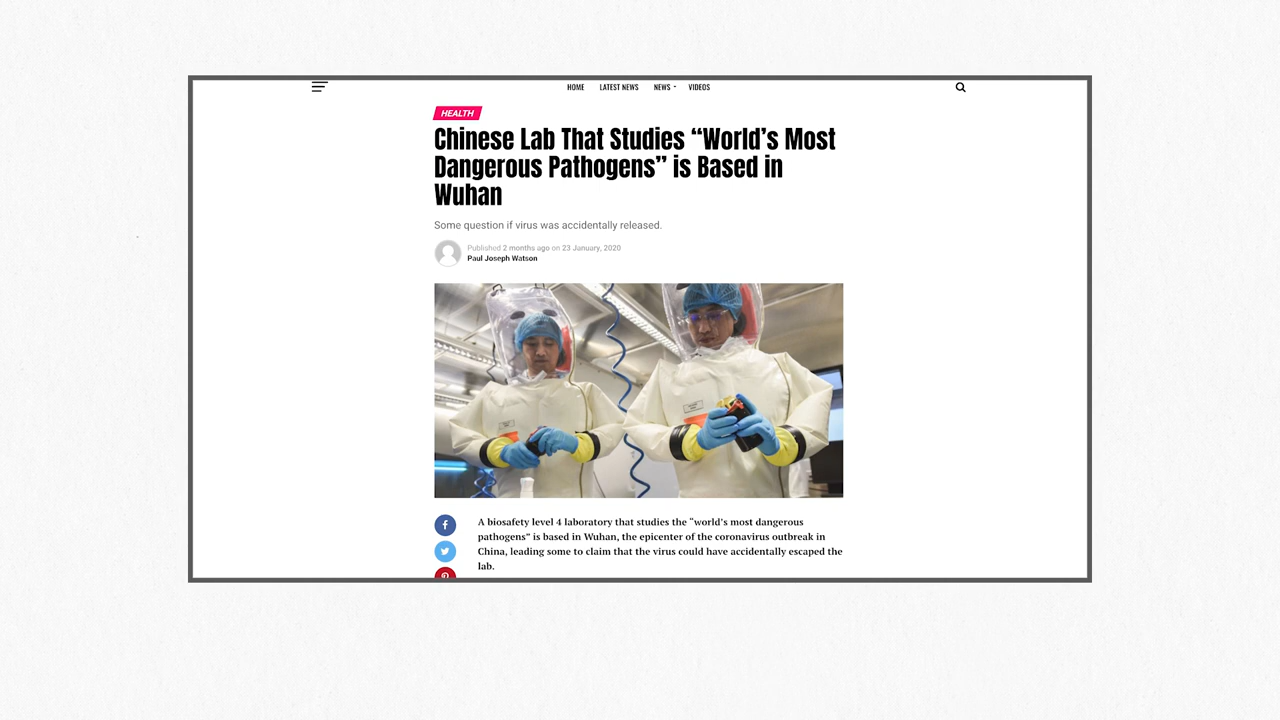 HOME LATEST NEWS NEWS VIDEOS
HEALTH
Chinese Lab That Studies “World’s Most
Dangerous Pathogens” is Based in
Wuhan
Some question if virus was accidentally released.
Published 2 months ago on 23 January, 2020
Paul Joseph Watson
A biosafety level 4 laboratory that studies the “world’s most dangerous
pathogens” is based in Wuhan, the epicenter of the coronavirus outbreak in
China, leading some to claim that the virus could have accidentally escaped the
lab.